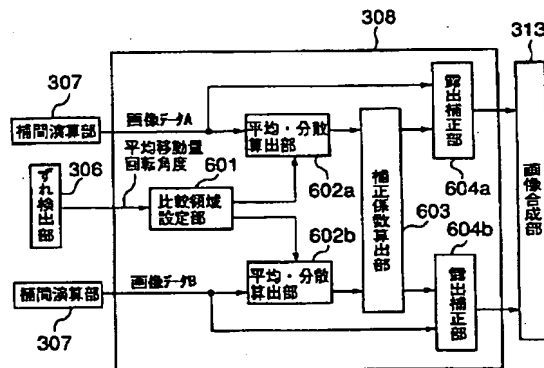 308
313
307
補間演算部
画像データA
平均・分散
算出部
602a
露出補正部
604a
平均移動量
回転角度
306
ずれ検出部
601
比較領域
設定部
602b
補正係数算出部
603
604b
画像合成部
画像データB
補間演算部
307
平均・分散
算出部
露出補正部